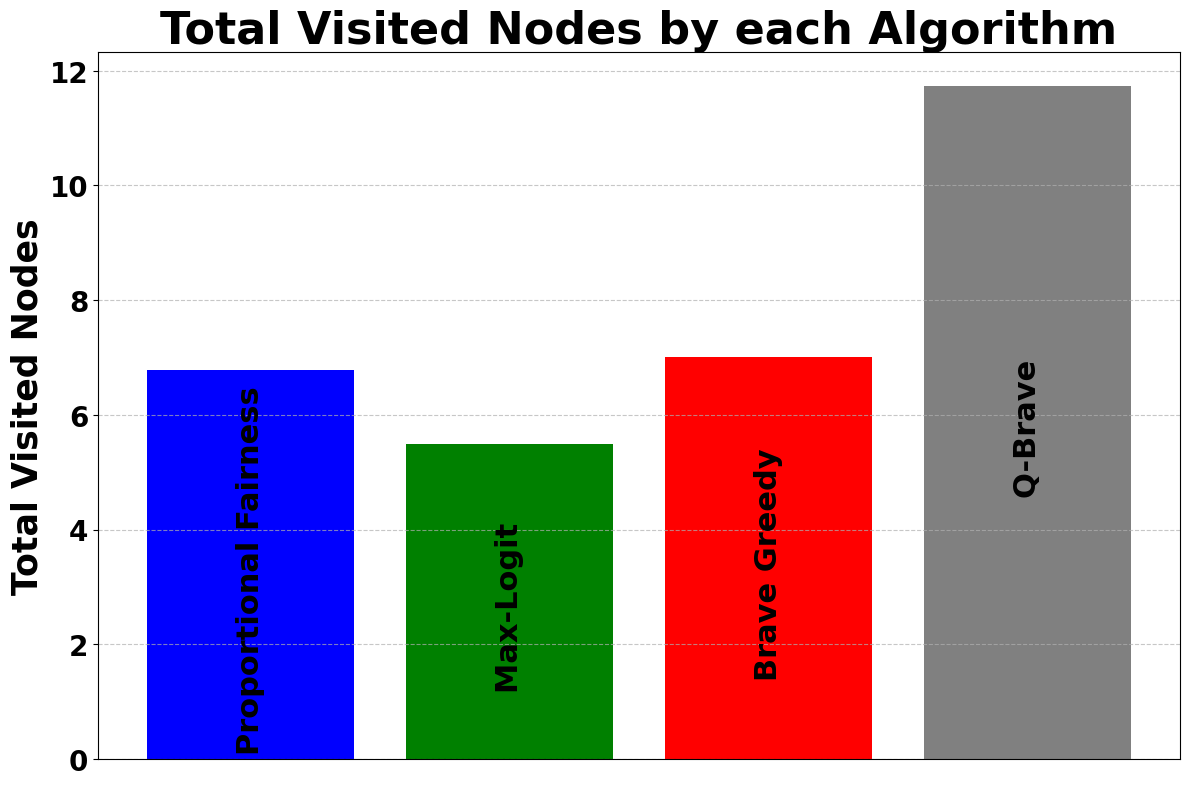 Total Visited Nodes by each Algorithm
Total Visited Nodes
12
10
8
6
4
2
0
Proportional Fairness
Max-Logit
Brave Greedy
Q-Brave